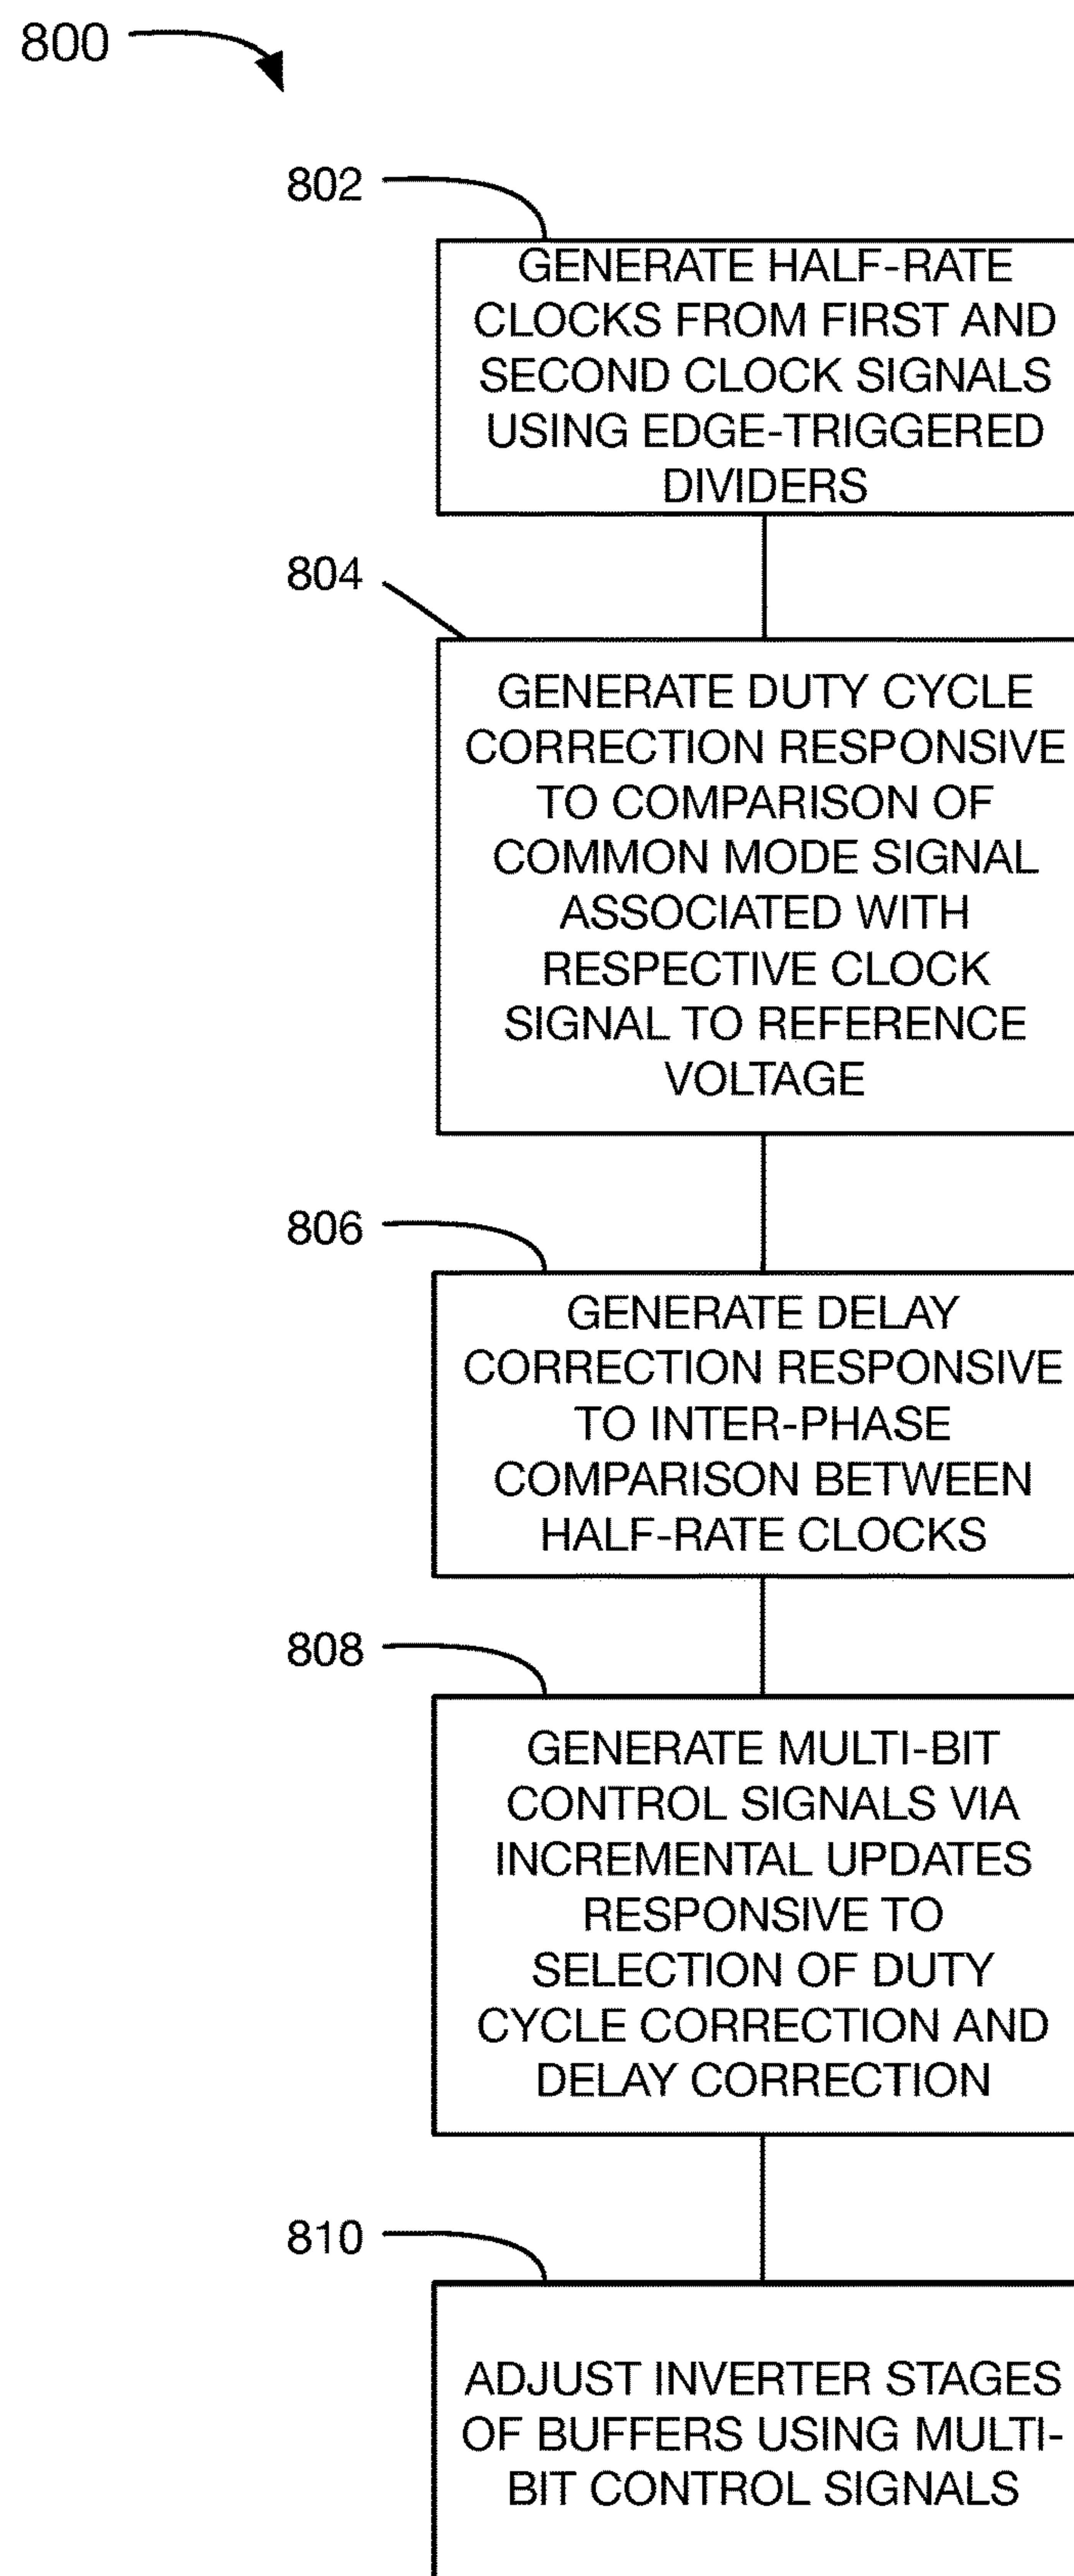 800
802
GENERATE HALF-RATE
CLOCKS FROM FIRST AND
SECOND CLOCK SIGNALS
USING EDGE-TRIGGERED
DIVIDERS
804
GENERATE DUTY CYCLE
CORRECTION RESPONSIVE
TO COMPARISON OF
COMMON MODE SIGNAL
ASSOCIATED WITH
RESPECTIVE CLOCK
SIGNAL TO REFERENCE
VOLTAGE
806
GENERATE DELAY
CORRECTION RESPONSIVE
TO INTER-PHASE
COMPARISON BETWEEN
HALF-RATE CLOCKS
808
GENERATE MULTI-BIT
CONTROL SIGNALS VIA
INCREMENTAL UPDATES
RESPONSIVE TO
SELECTION OF DUTY
CYCLE CORRECTION AND
DELAY CORRECTION
810
ADJUST INVERTER STAGES
OF BUFFERS USING MULTI-
BIT CONTROL SIGNALS